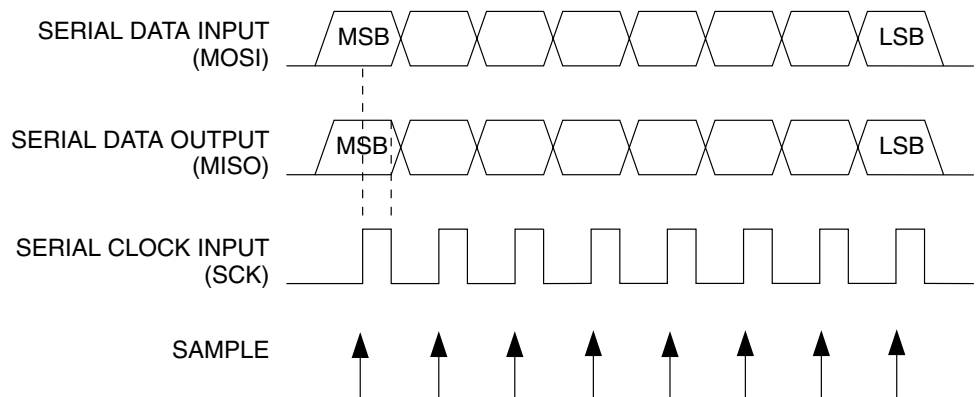 SERIAL DATA INPUT
(MOSI)
MSB
LSB
SERIAL DATA OUTPUT
(MISO)
MSB
LSB
SERIAL CLOCK INPUT
(SCK)
SAMPLE